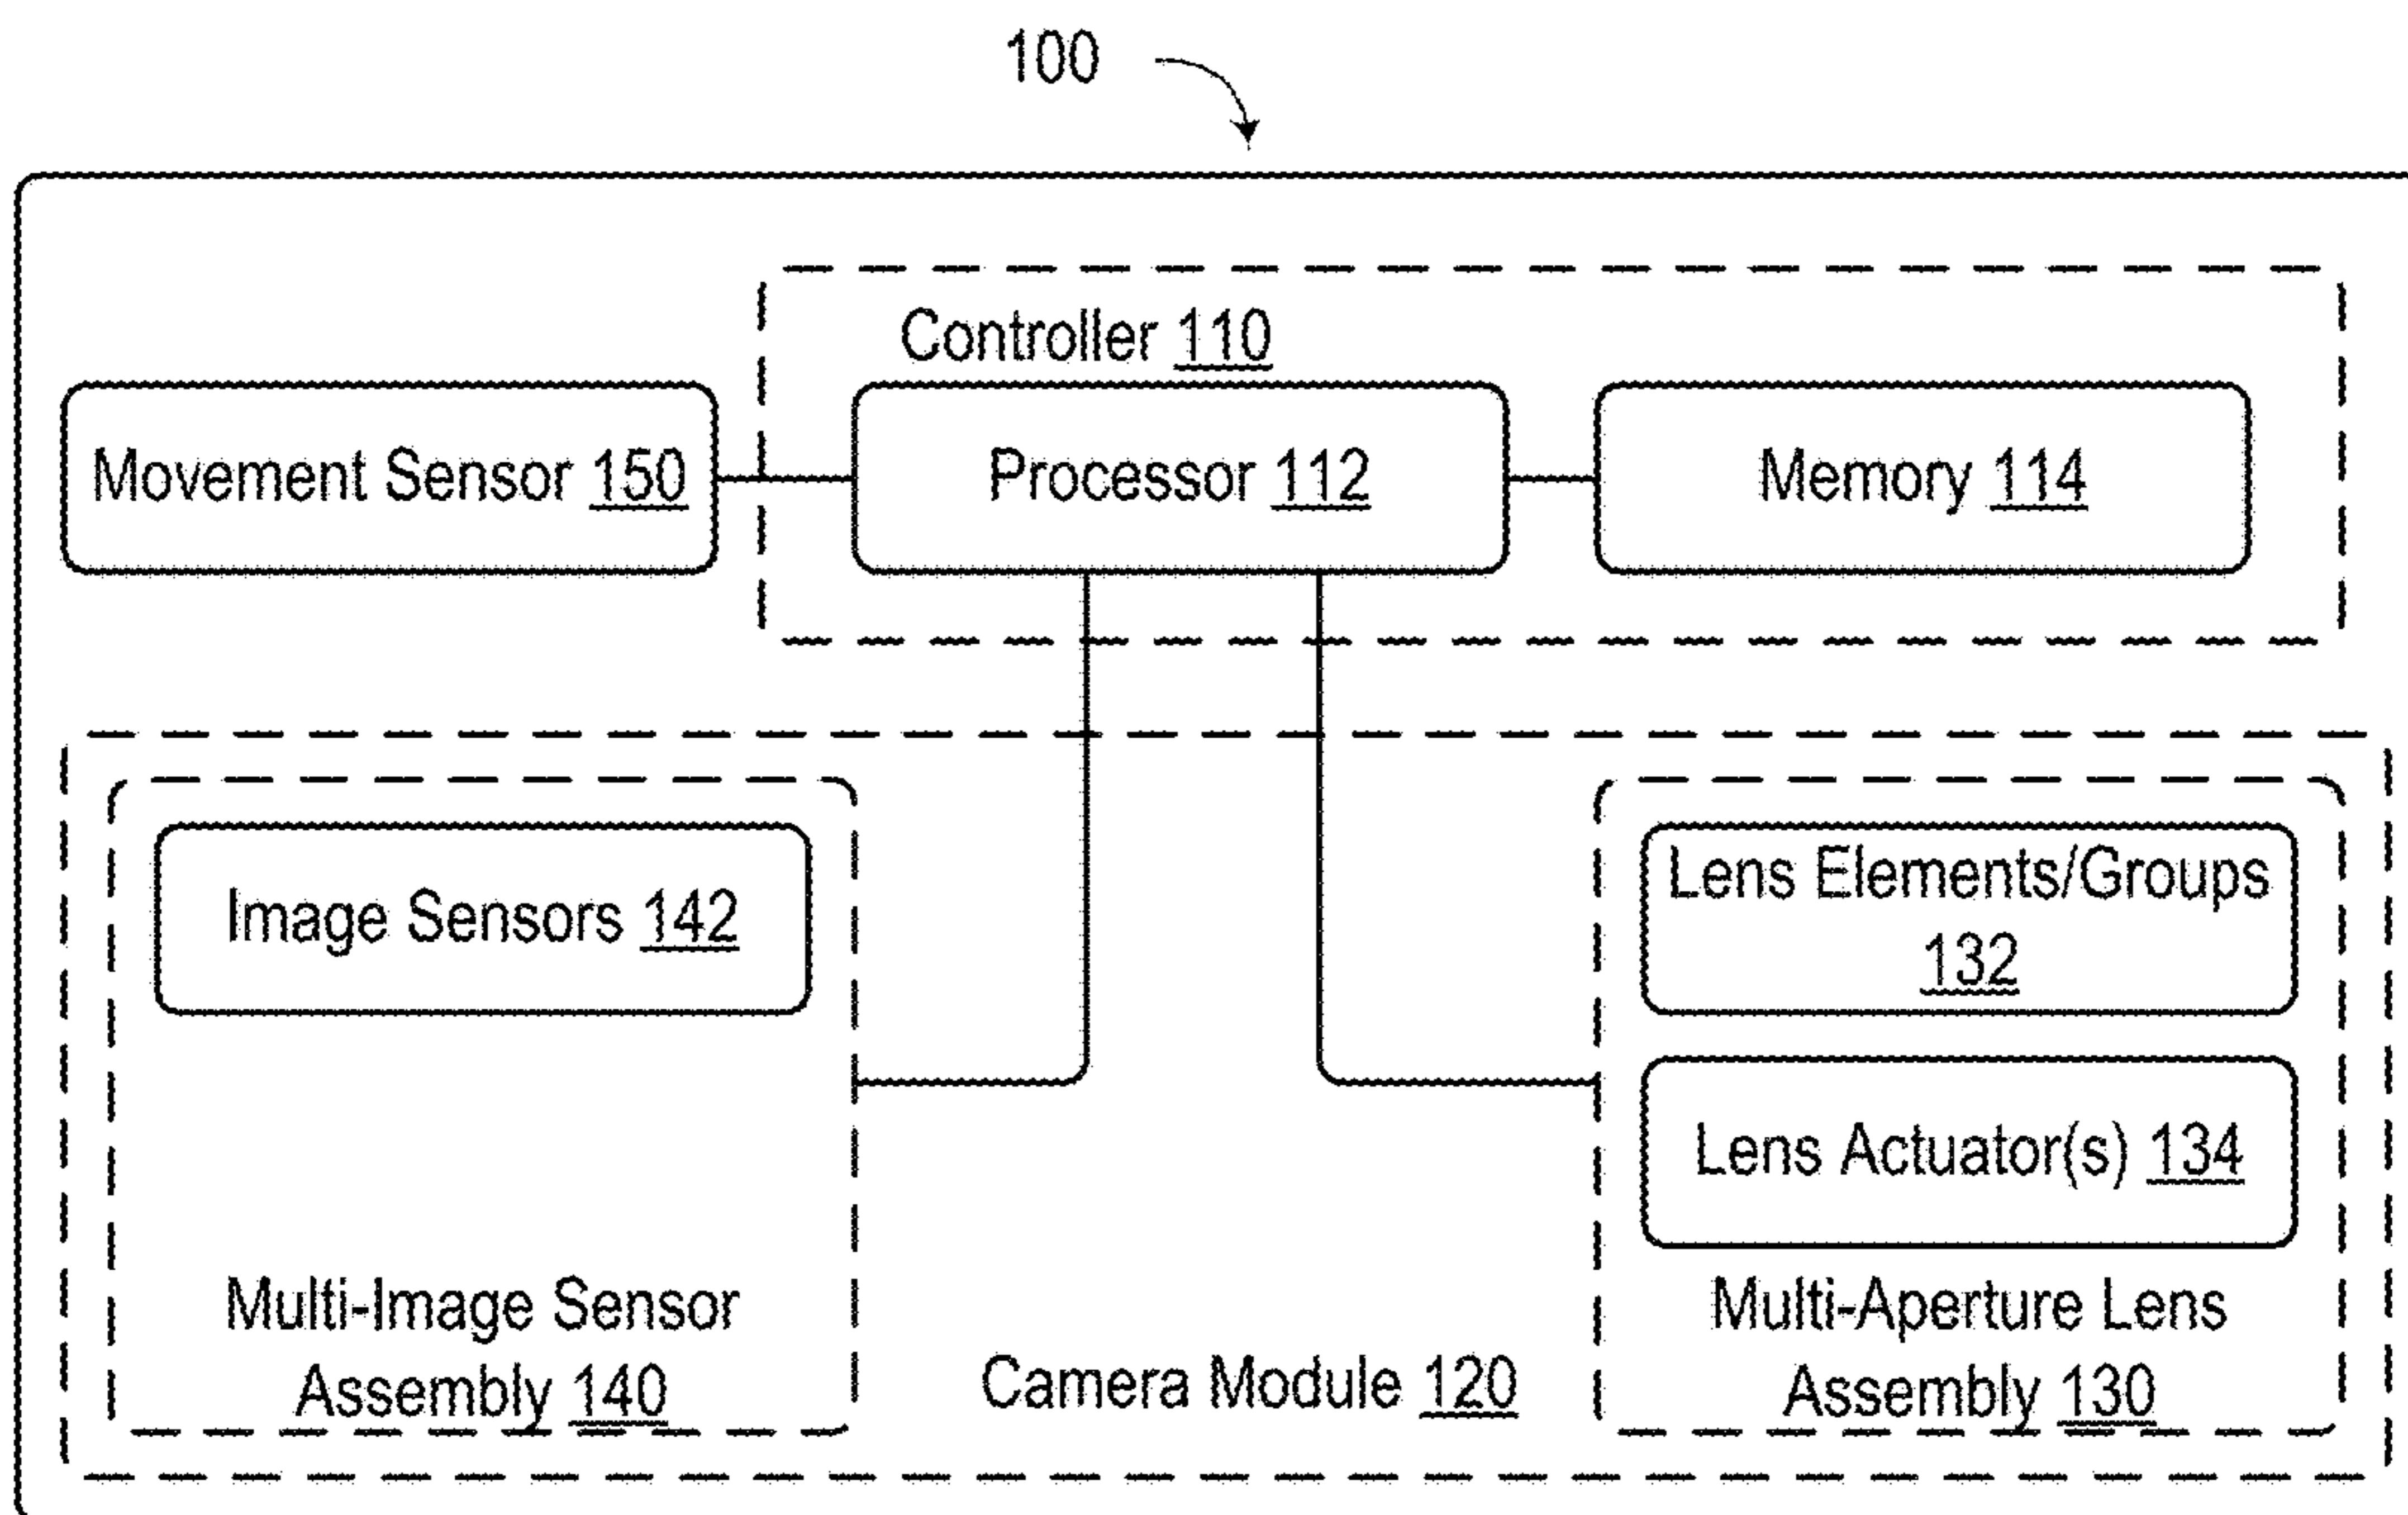 100
Controller 110
Movement Sensor 150
Processor 112
Memory 114
Image Sensors 142
Lens Elements/Groups
132
Lens Actuator(s) 134
Multi-Image Sensor
Assembly 140
Camera Module 120
Multi-Aperture Lens
Assembly 130